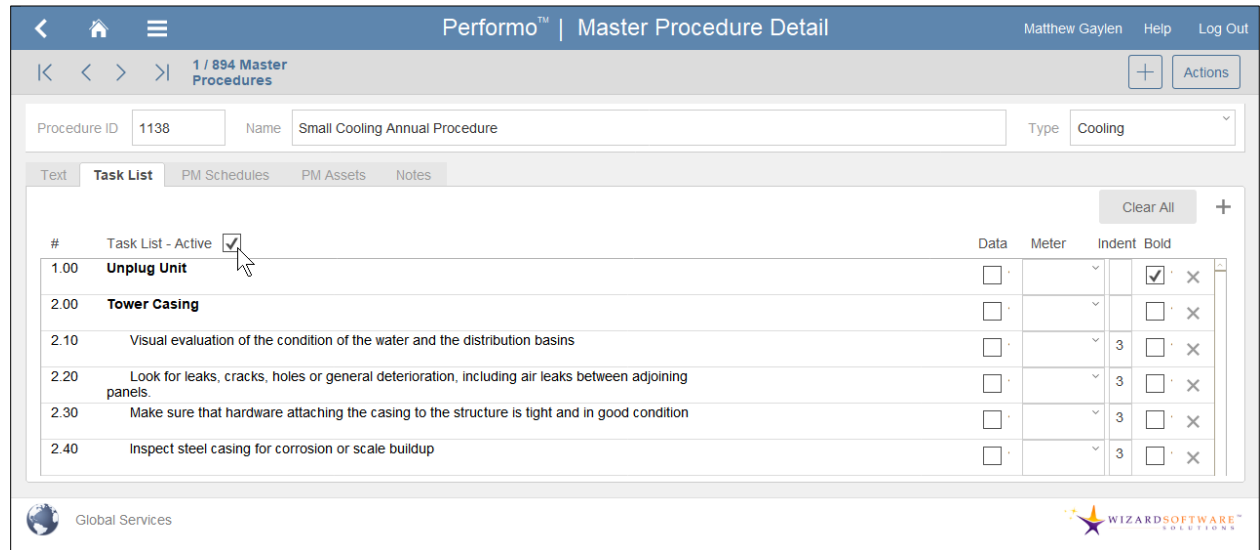 Performo™ | Master Procedure Detail
Matthew Gaylen Help Log Out
1 / 894 Master
Procedures
Actions
Procedure ID 1138 Name Small Cooling Annual Procedure Type Cooling
Text Task List PM Schedules PM Assets Notes
Clear All
# Task List - Active Data Meter Indent Bold
1.00 Unplug Unit
2.00 Tower Casing
2.10 Visual evaluation of the condition of the water and the distribution basins 3
2.20 Look for leaks, cracks, holes or general deterioration, including air leaks between adjoining
panels. 3
2.30 Make sure that hardware attaching the casing to the structure is tight and in good condition 3
2.40 Inspect steel casing for corrosion or scale buildup 3
Global Services
WIZARDSOFTWARE™
SOLUTIONS